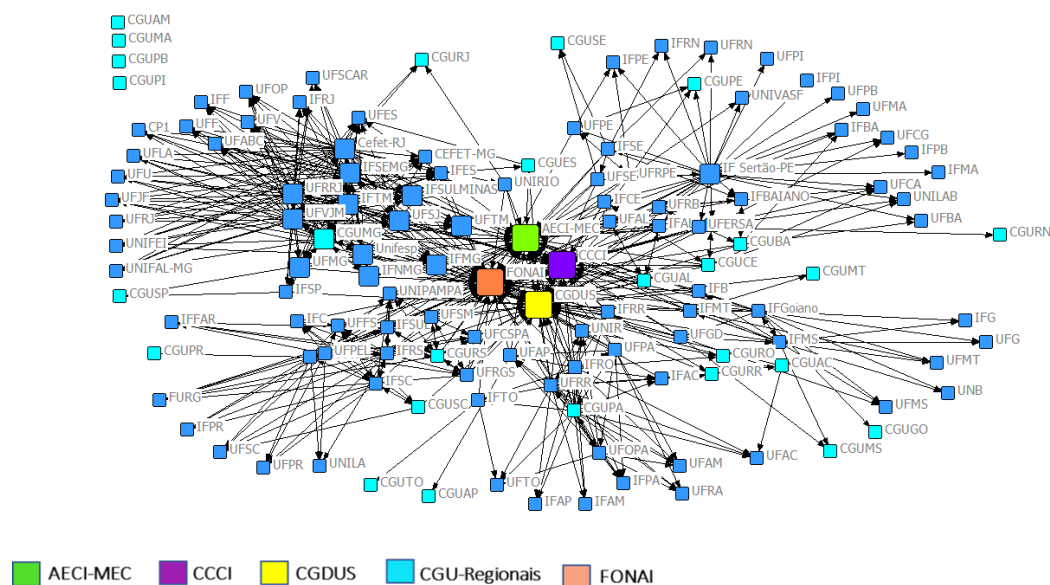 CGUAM
CGUMA
CGUPB
CGUPI
CGURJ
CGUSE
IFPE
IFRN
UFRN
UFPI
UFSCAR
UFOP
IFF
IFRJ
CGUPE
UNIVASF
IFPI
UFPB
UFMA
UFV
UFES
CP1
UFF
UFABC
Cefet-RJ
UFPE
IFBA
UFCG
UFLA
CEFET-MG
CGUES
IFSE
IFPB
UFU
IFSEMG
IFES
UFSE
UFRPE
IF Sertão-PE
IFMA
UFJF
UFRRJ
IFTM
IFSULMINAS
UNIRIO
IFCE
UFRB
IFBAIANO
UFCA
UNILAB
UFRJ
UFVJM
UFSJ
UFTM
UFAL
IFAL
UFERSA
UFBA
UNIFEI
CGUMG
AECI-MEC
CGUBA
CGURN
UNIFAL-MG
UFMG
Unifesp
IFMG
CCCI
CGUCE
CGUSP
IFSP
IFNMG
FONAI
CGUAL
CGUMT
UNIPAMPA
CGDUS
IFB
IFFAR
IFC
UFFS
IFSUL
UFSM
IFRR
IFMT
IFGoiano
IFG
UFCSPA
UNIR
UFGD
IFMS
UFG
CGUPR
UFPEL
IFRS
CGURS
UFAP
UFPA
CGURO
UFMT
UFRGS
IFRO
IFAC
CGURR
CGUAC
FURG
IFSC
IFTO
UFRR
UNB
CGUSC
CGUPA
UFMS
IFPR
CGUGO
UFSC
UFPR
UNILA
UFOPA
UFAM
UFAC
CGUMS
CGUTO
CGUAP
UFTO
IFPA
UFRA
IFAP
IFAM
AECI-MEC CCCI CGDUS CGU-Regionais FONAI